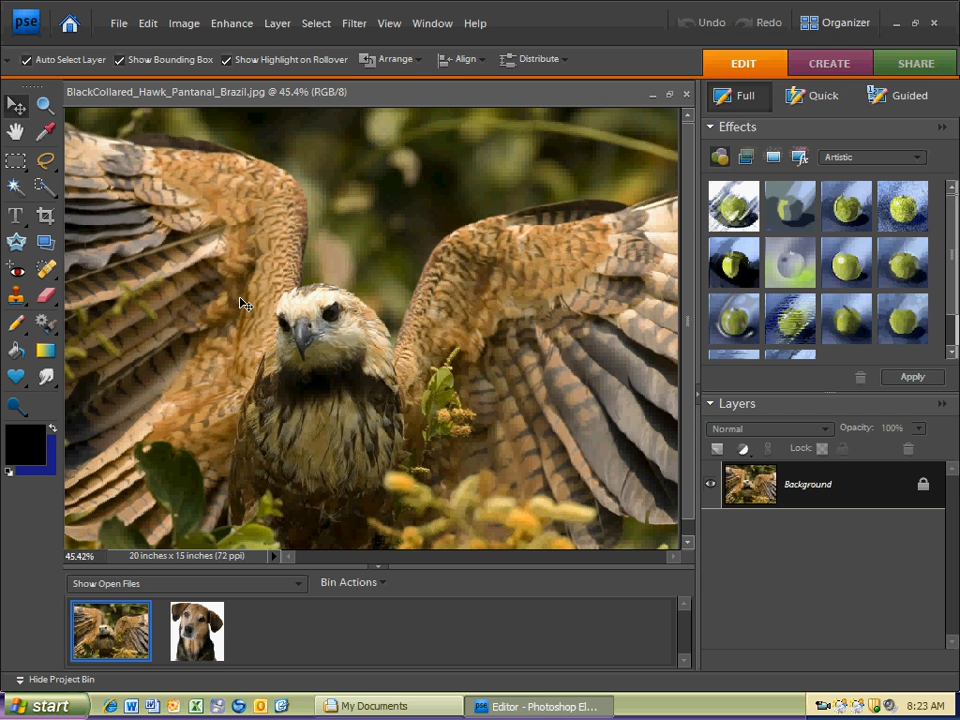 pse File Edit Image Enhance Layer Select Filter View Window Help Undo Redo Organizer
Auto Select Layer Show Bounding Box Show Highlight on Rollover Arrange Align Distribute
EDIT CREATE SHARE
BlackCollared_Hawk_Pantanal_Brazil.jpg @ 45.4% (RGB/8)
Full Quick Guided
Effects
Artistic
Apply
Layers
Normal Opacity: 100%
Lock:
Background
45.42% 20 inches x 15 inches (72 ppi)
Show Open Files Bin Actions
Hide Project Bin
start My Documents pse Editor - Photoshop El... 8:23 AM